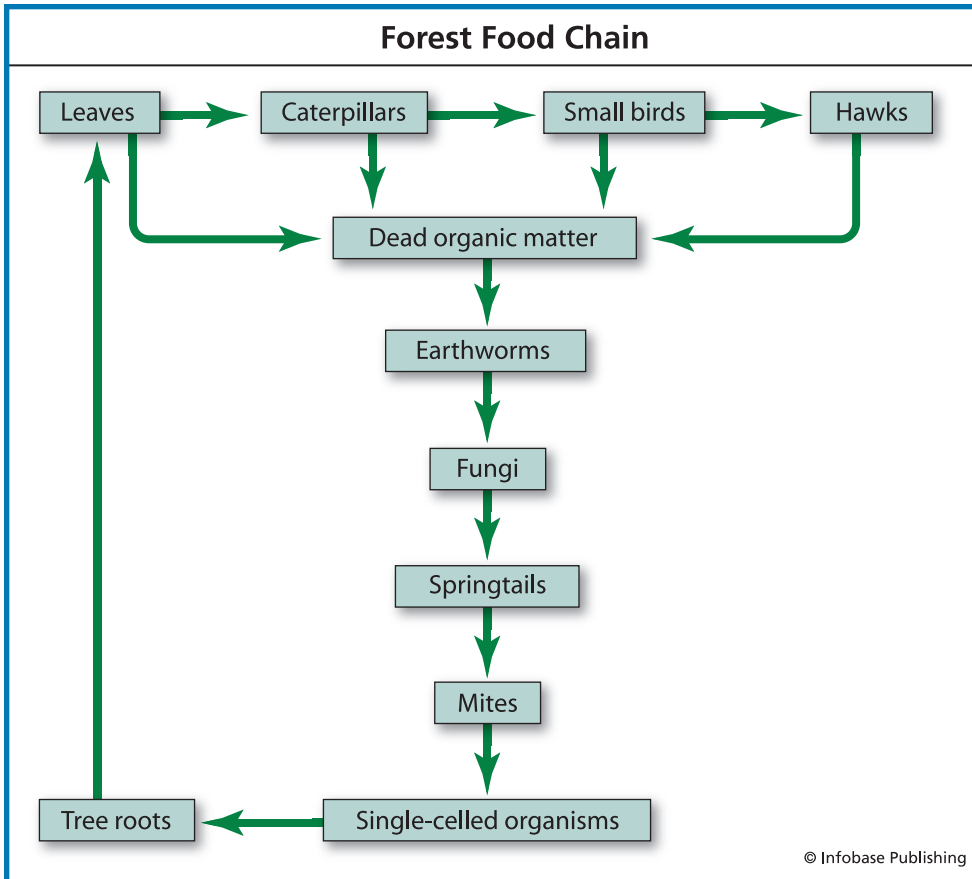 Forest Food Chain
Leaves
Caterpillars
Small birds
Hawks
Dead organic matter
Earthworms
Fungi
Springtails
Mites
Tree roots
Single-celled organisms
© Infobase Publishing